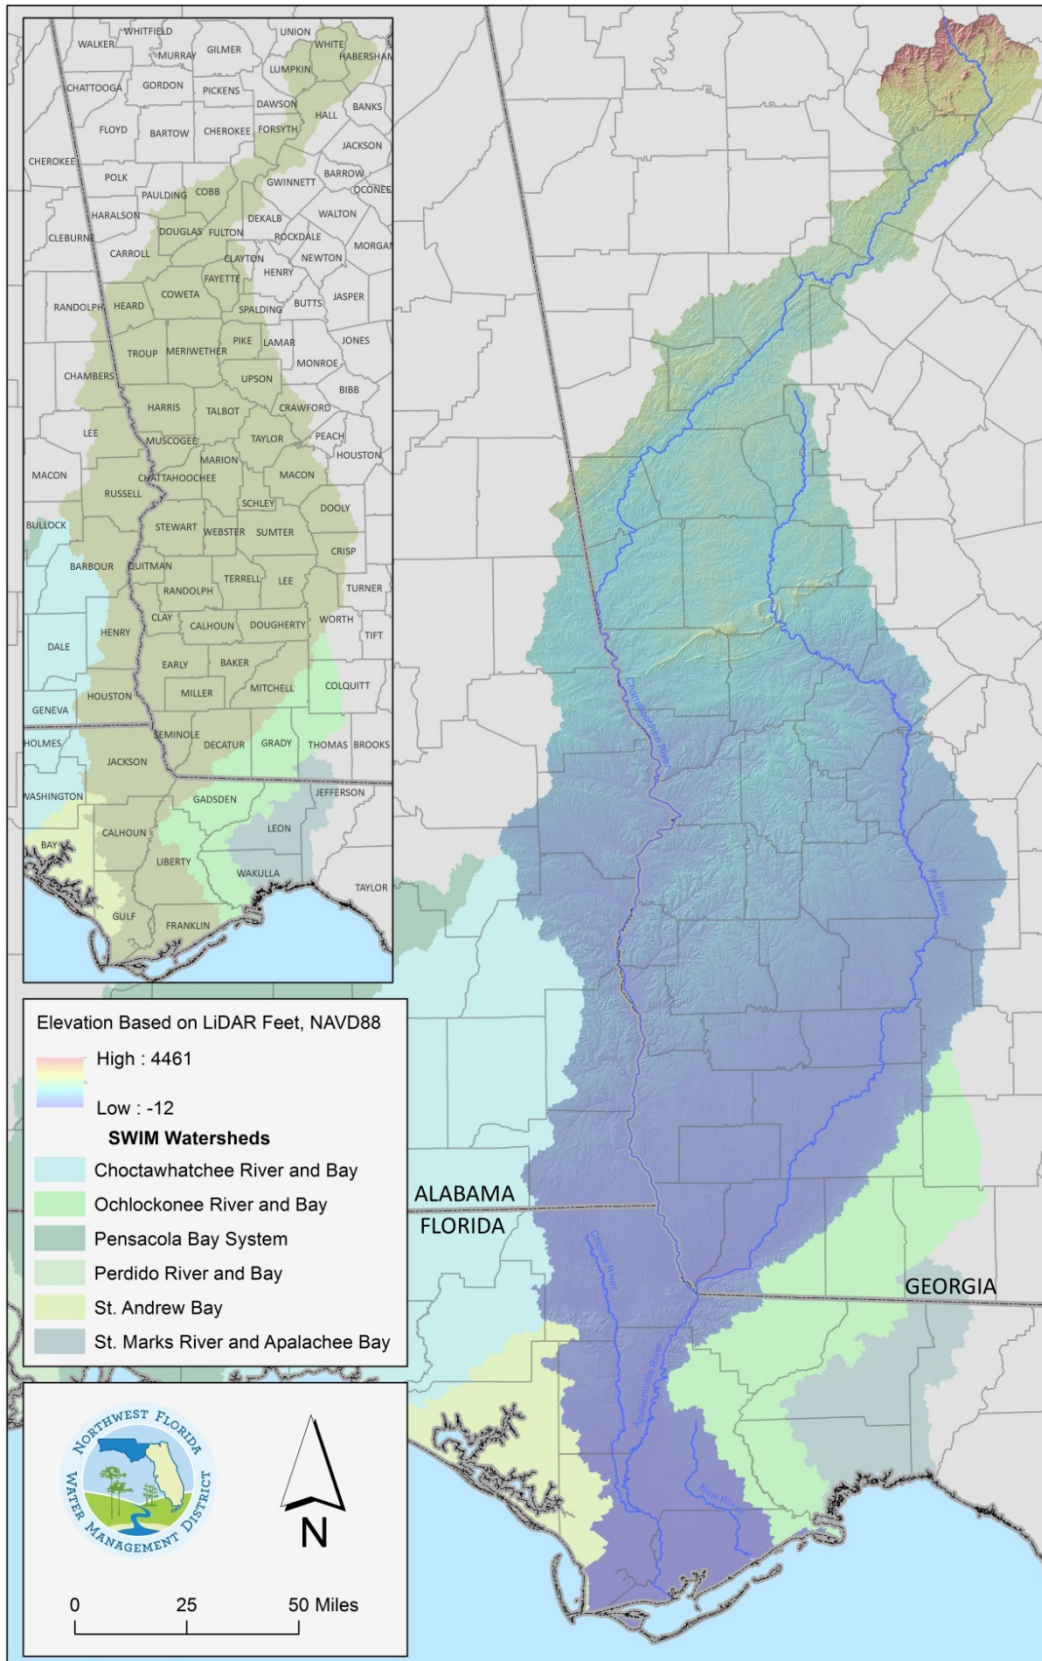 UNION
WHITFIELD
WHITE
WALKER
GILMER
MURRAY
HABERSHAM
LUMPKIN
CHATTOOGA
GORDON
PICKENS
BANKS
DAWSON
HALL
FLOYD
BARTOW
CHEROKEE
FORSYTH
JACKSON
CHEROKEE
BARROW
POLK
GWINNETT
OCONEE
PAULDING
COBB
WALTON
HARALSON
DEKALB
CLEBURNE
DOUGLAS
FULTON
ROCKDALE
MORGAN
CARROLL
CLAYTON
NEWTON
HENRY
FAYETTE
RANDOLPH
HEARD
COWETA
BUTTS
JASPER
SPALDING
PIKE
LAMAR
JONES
TROUP
MERIWETHER
MONROE
CHAMBERS
UPSON
BIBB
HARRIS
TALBOT
CRAWFORD
LEE
MUSCOGEE
TAYLOR
PEACH
HOUSTON
MARION
MACON
CHATTAHOOCHEE
MACON
RUSSELL
SCHLEY
DOOLY
BULLOCK
STEWART
WEBSTER
SUMTER
CRISP
BARBOUR
QUITMAN
TERRELL
LEE
TURNER
RANDOLPH
HENRY
CLAY
CALHOUN
DOUGHERTY
WORTH
TIFT
DALE
EARLY
BAKER
MITCHELL
COLQUITT
HOUSTON
MILLER
GENEVA
SEMINOLE
HOLMES
DECATUR
GRADY
THOMAS
BROOKS
JACKSON
WASHINGTON
GADSDEN
JEFFERSON
CALHOUN
LEON
BAY
LIBERTY
WAKULLA
TAYLOR
GULF
FRANKLIN
Chattahoochee River
Flint River
Chipola River
Apalachicola River
New River
ALABAMA
FLORIDA
GEORGIA
Elevation Based on LiDAR Feet, NAVD88
High : 4461
Low : -12
SWIM Watersheds
Choctawhatchee River and Bay
Ochlockonee River and Bay
Pensacola Bay System
Perdido River and Bay
St. Andrew Bay
St. Marks River and Apalachee Bay
NORTHWEST FLORIDA
WATER MANAGEMENT DISTRICT
N
0 25 50 Miles